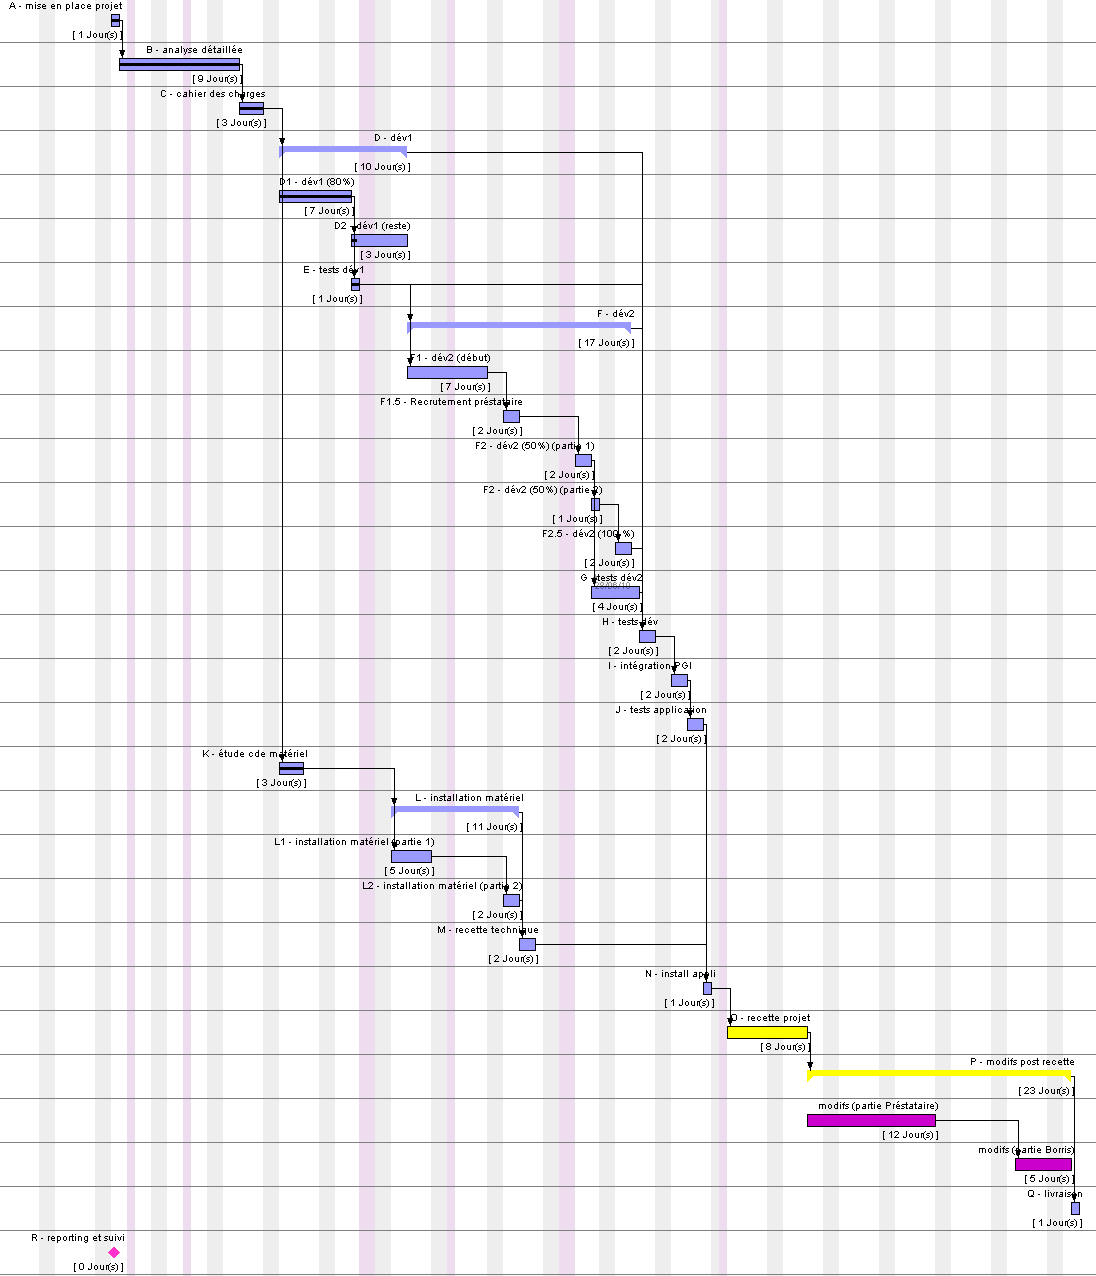 A - mise en place projet
[ 1 Jour(s) ]
B - analyse détaillée
[ 9 Jour(s) ]
C - cahier des charges
[ 3 Jour(s) ]
D - dév1
[ 10 Jour(s) ]
D1 - dév1 (80%)
[ 7 Jour(s) ]
D2 - dév1 (reste)
[ 3 Jour(s) ]
E - tests dév1
[ 1 Jour(s) ]
F - dév2
[ 17 Jour(s) ]
F1 - dév2 (début)
[ 7 Jour(s) ]
F1.5 - Recrutement préstataire
[ 2 Jour(s) ]
F2 - dév2 (50%) (partie 1)
[ 2 Jour(s) ]
F2 - dév2 (50%) (partie 2)
[ 1 Jour(s) ]
F2.5 - dév2 (100 %)
[ 2 Jour(s) ]
G - tests dév2
[ 4 Jour(s) ]
H - tests dév
[ 2 Jour(s) ]
I - intégration PGI
[ 2 Jour(s) ]
J - tests application
[ 2 Jour(s) ]
K - étude cde matériel
[ 3 Jour(s) ]
L - installation matériel
[ 11 Jour(s) ]
L1 - installation matériel (partie 1)
[ 5 Jour(s) ]
L2 - installation matériel (partie 2)
[ 2 Jour(s) ]
M - recette technique
[ 2 Jour(s) ]
N - install appli
[ 1 Jour(s) ]
O - recette projet
[ 8 Jour(s) ]
P - modifs post recette
[ 23 Jour(s) ]
modifs (partie Préstataire)
[ 12 Jour(s) ]
modifs (partie Borris)
[ 5 Jour(s) ]
Q - livraison
[ 1 Jour(s) ]
R - reporting et suivi
[ 0 Jour(s) ]